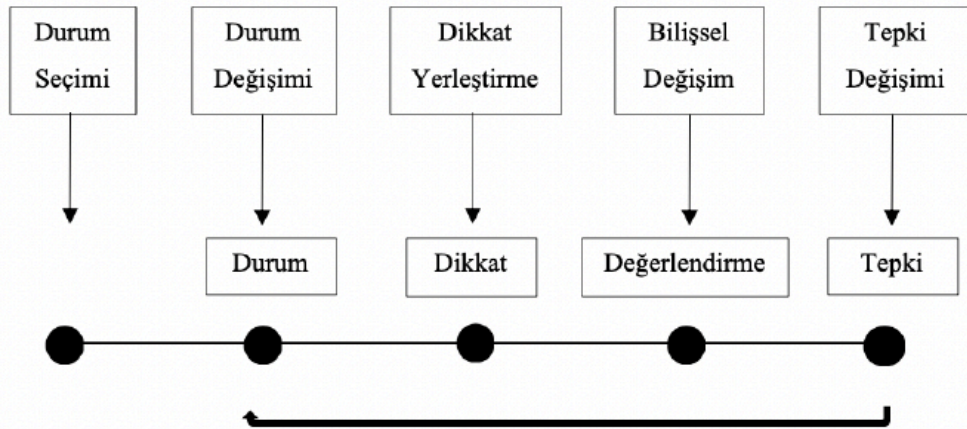 Durum
Seçimi
Durum
Değişimi
Dikkat
Yerleştirme
Bilişsel
Değişim
Tepki
Değişimi
Durum
Dikkat
Değerlendirme
Tepki